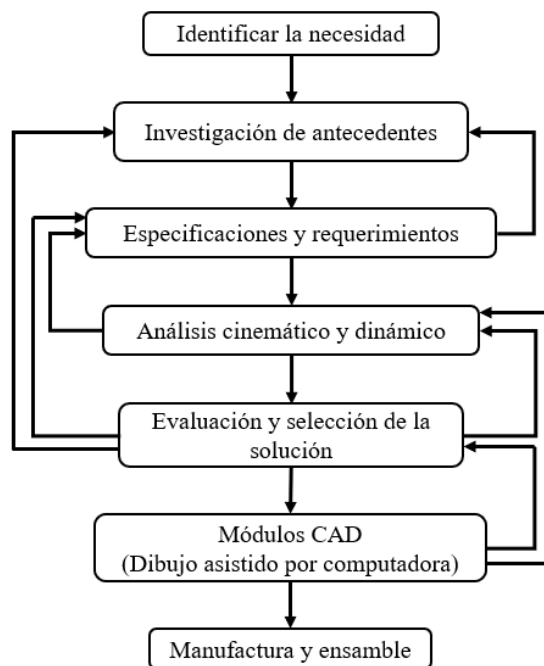 Identificar la necesidad
Investigación de antecedentes
Especificaciones y requerimientos
Análisis cinemático y dinámico
Evaluación y selección de la
solución
Módulos CAD
(Dibujo asistido por computadora)
Manufactura y ensamble